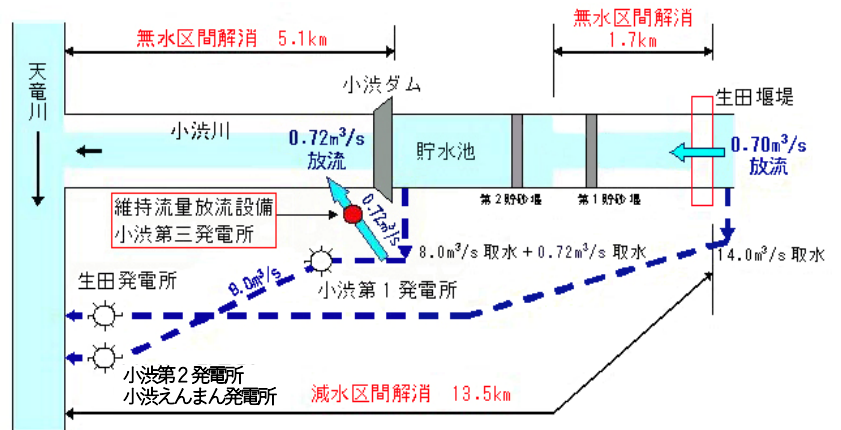 無水区間解消 5.1km
無水区間解消
1.7km
天竜川
小渋ダム
生田堰堤
小渋川
0.72m³/s
放流
貯水池
0.70m³/s
放流
第2貯砂堰
第1貯砂堰
維持流量放流設備
小渋第三発電所
0.72m³/s
8.0m³/s 取水+0.72m³/s 取水
14.0m³/s 取水
8.0m³/s
小渋第1発電所
生田発電所
小渋第2発電所
小渋えんまん発電所
減水区間解消 13.5km